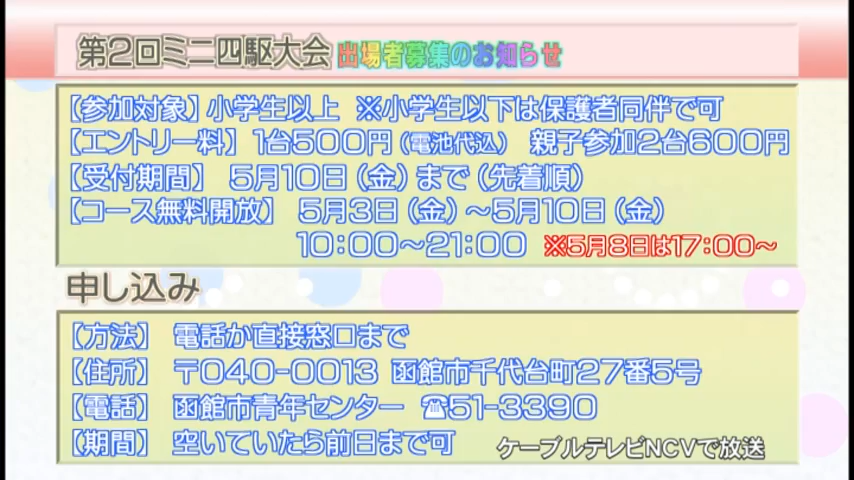 第2回ミニ四駆大会 出場者募集のお知らせ
【参加対象】小学生以上 ※小学生以下は保護者同伴で可
【エントリー料】1台500円（電池代込） 親子参加2台600円
【受付期間】 5月10日（金）まで（先着順）
【コース無料開放】 5月3日（金）～5月10日（金）
10：00～21：00 ※5月8日は17：00～
申し込み
【方法】 電話か直接窓口まで
【住所】 〒040-0013 函館市千代台町27番5号
【電話】 函館市青年センター ☎51-3390
【期間】 空いていたら前日まで可
ケーブルテレビNCVで放送